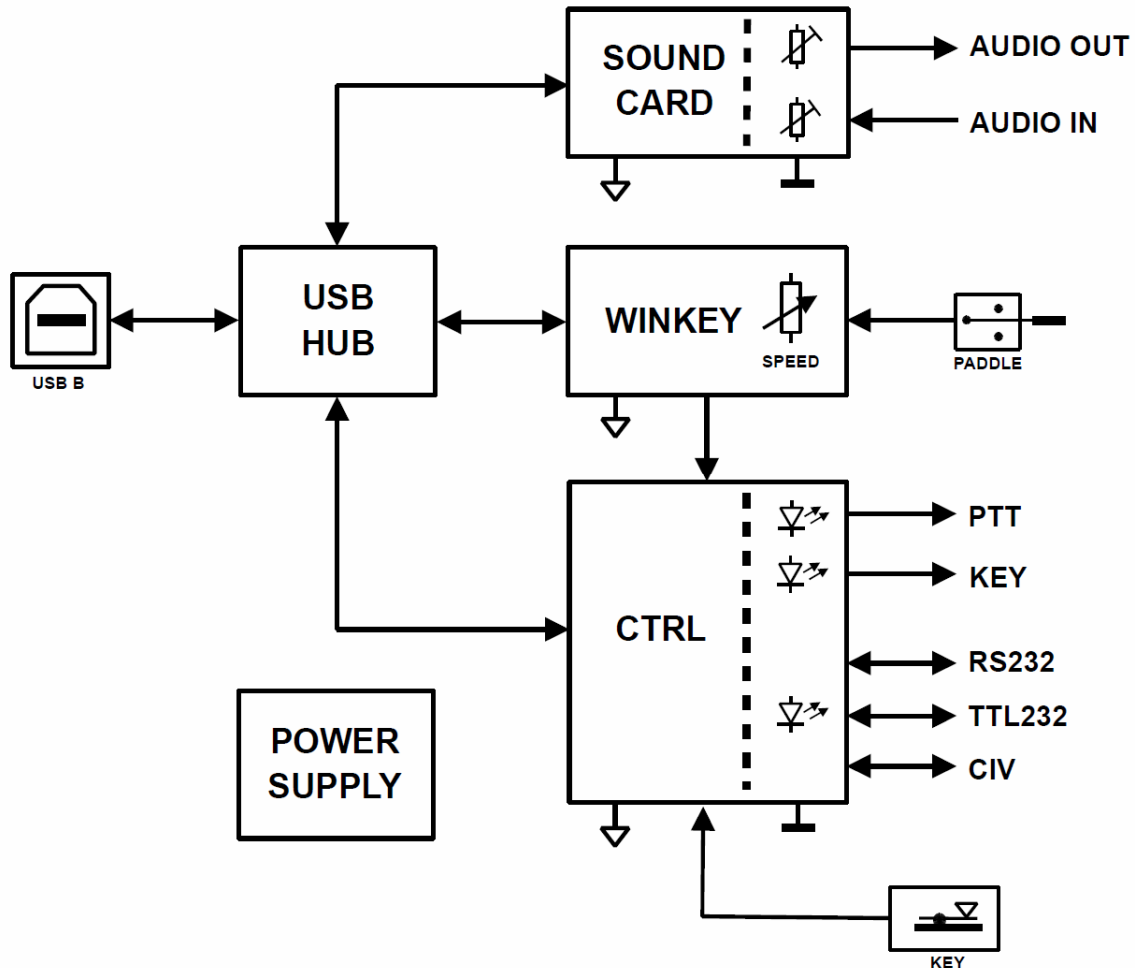 SOUND
CARD
AUDIO OUT
AUDIO IN
USB B
USB
HUB
WINKEY
SPEED
PADDLE
CTRL
PTT
KEY
RS232
TTL232
CIV
POWER
SUPPLY
KEY